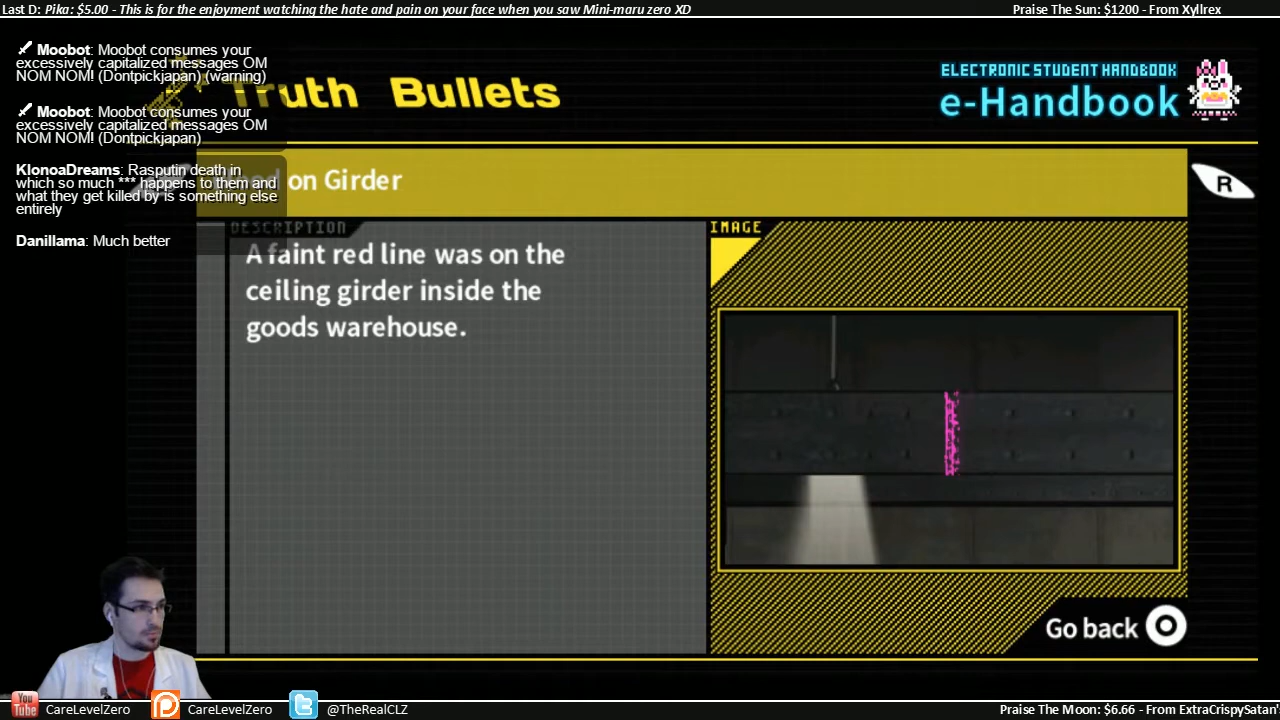 Last D: Pika: $5.00 - This is for the enjoyment watching the hate and pain on your face when you saw Mini-maru zero XD
Praise The Sun: $1200 - From Xyllrex
Moobot: Moobot consumes your
excessively capitalized messages OM
NOM NOM! (Dontpickjapan) (warning)
Moobot: Moobot consumes your
excessively capitalized messages OM
NOM NOM! (Dontpickjapan)
KlonoaDreams: Rasputin death in
which so much *** happens to them and
what they get killed by is something else
entirely
Danillama: Much better
Truth Bullets
ELECTRONIC STUDENT HANDBOOK
e-Handbook
on Girder
R
DESCRIPTION
A faint red line was on the
ceiling girder inside the
goods warehouse.
IMAGE
Go back
You
Tube
CareLevelZero
CareLevelZero
@TheRealCLZ
Praise The Moon: $6.66 - From ExtraCrispySatan'